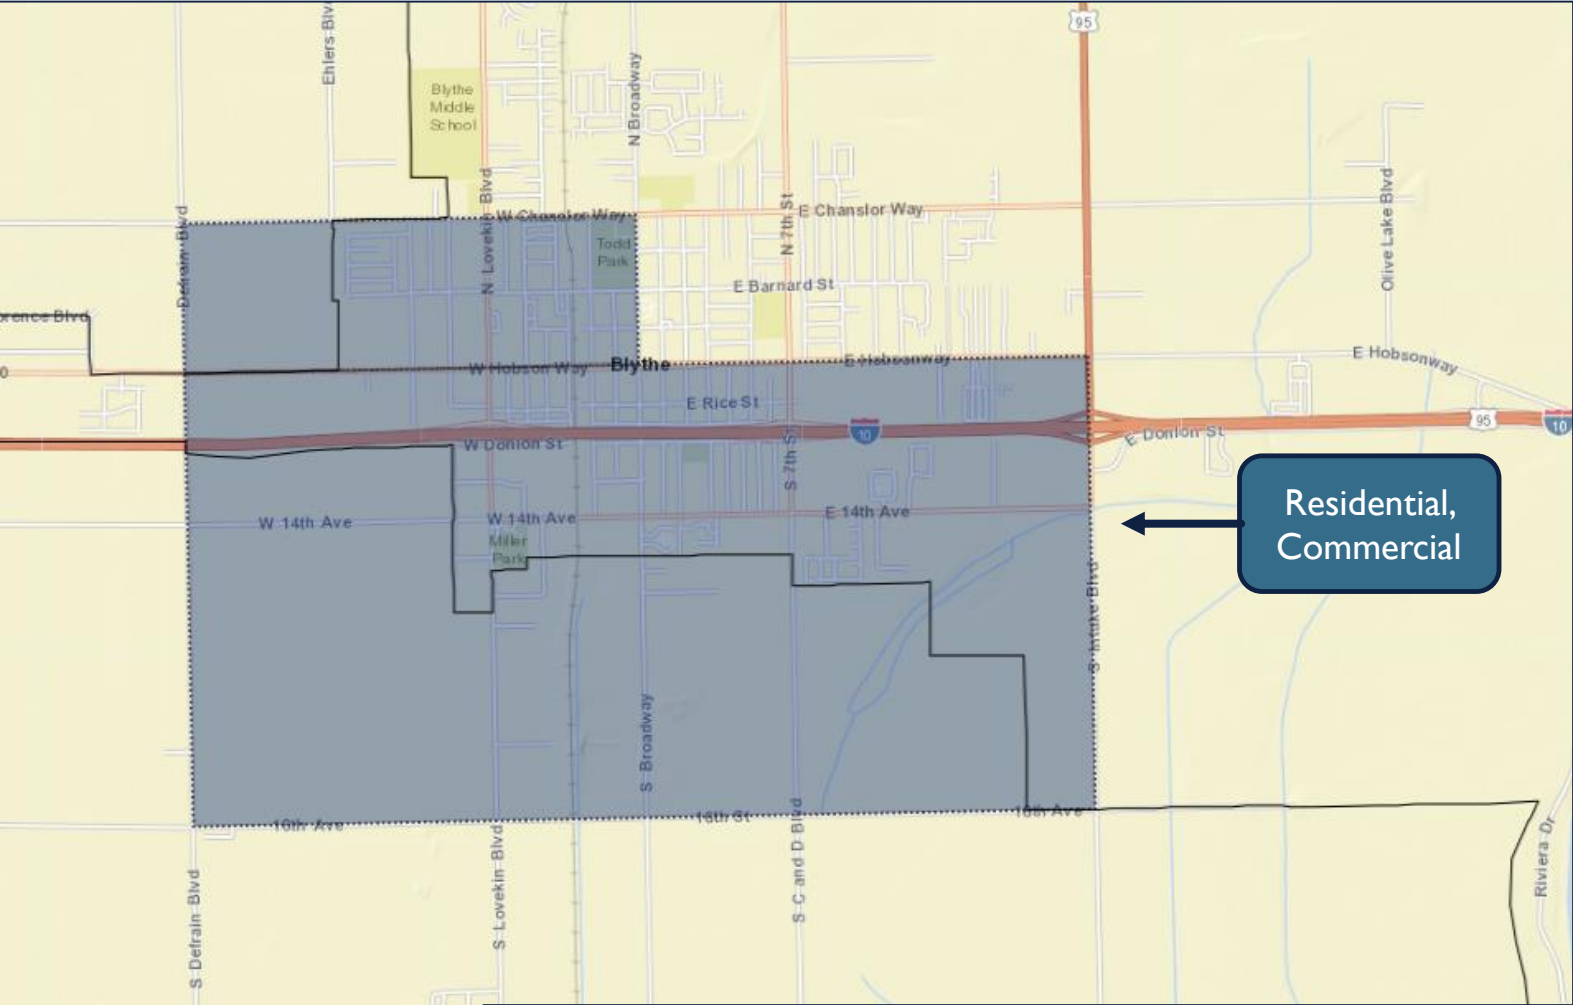 Ehlers Blvd
95
Blythe
Middle
School
N Broadway
Defrain Blvd
N Lovekin Blvd
W Chanslor Way
N 7th St
E Chanslor Way
Olive Lake Blvd
Todd
Park
E Barnard St
orence Blvd
0
W Hobson Way
Blythe
E Hobsonway
E Hobsonway
E Rice St
W Donlon St
S 7th St
10
E Donlon St
95
10
Residential,
Commercial
W 14th Ave
W 14th Ave
E 14th Ave
Miller
Park
S Intake Blvd
S Broadway
16th Ave
16th St
16th Ave
S Defrain Blvd
S Lovekin Blvd
S C and D Blvd
Riviera Dr